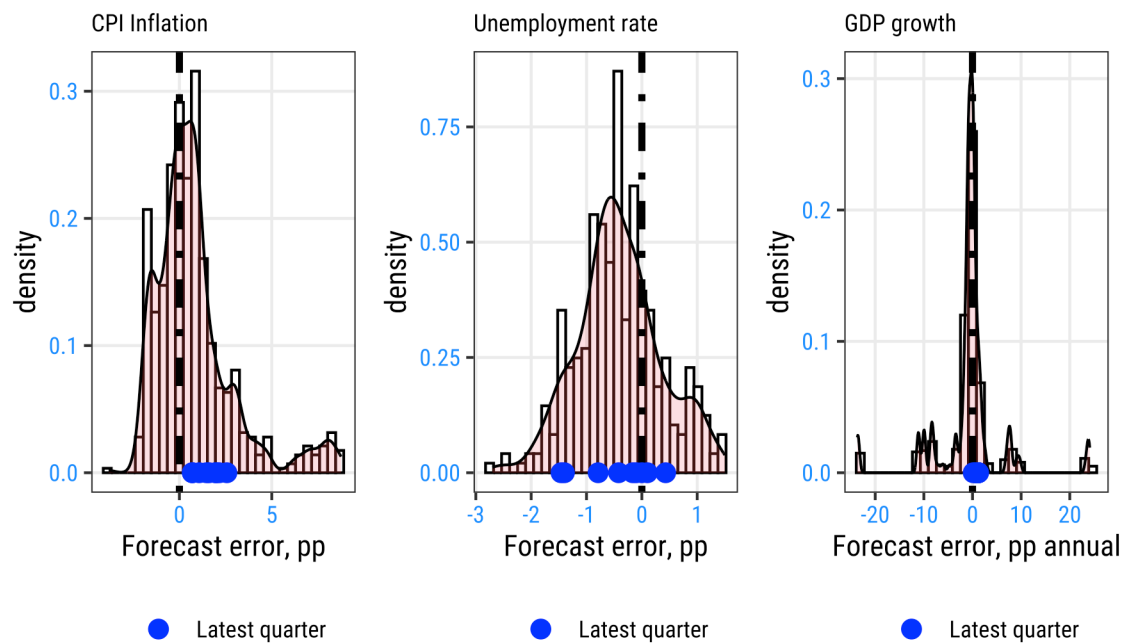 CPI Inflation
density
0.3
0.2
0.1
0.0
0
5
Forecast error, pp
Latest quarter
Unemployment rate
density
0.75
0.50
0.25
0.00
-3
-2
-1
0
1
Forecast error, pp
Latest quarter
GDP growth
density
0.3
0.2
0.1
0.0
-20
-10
0
10
20
Forecast error, pp annual
Latest quarter